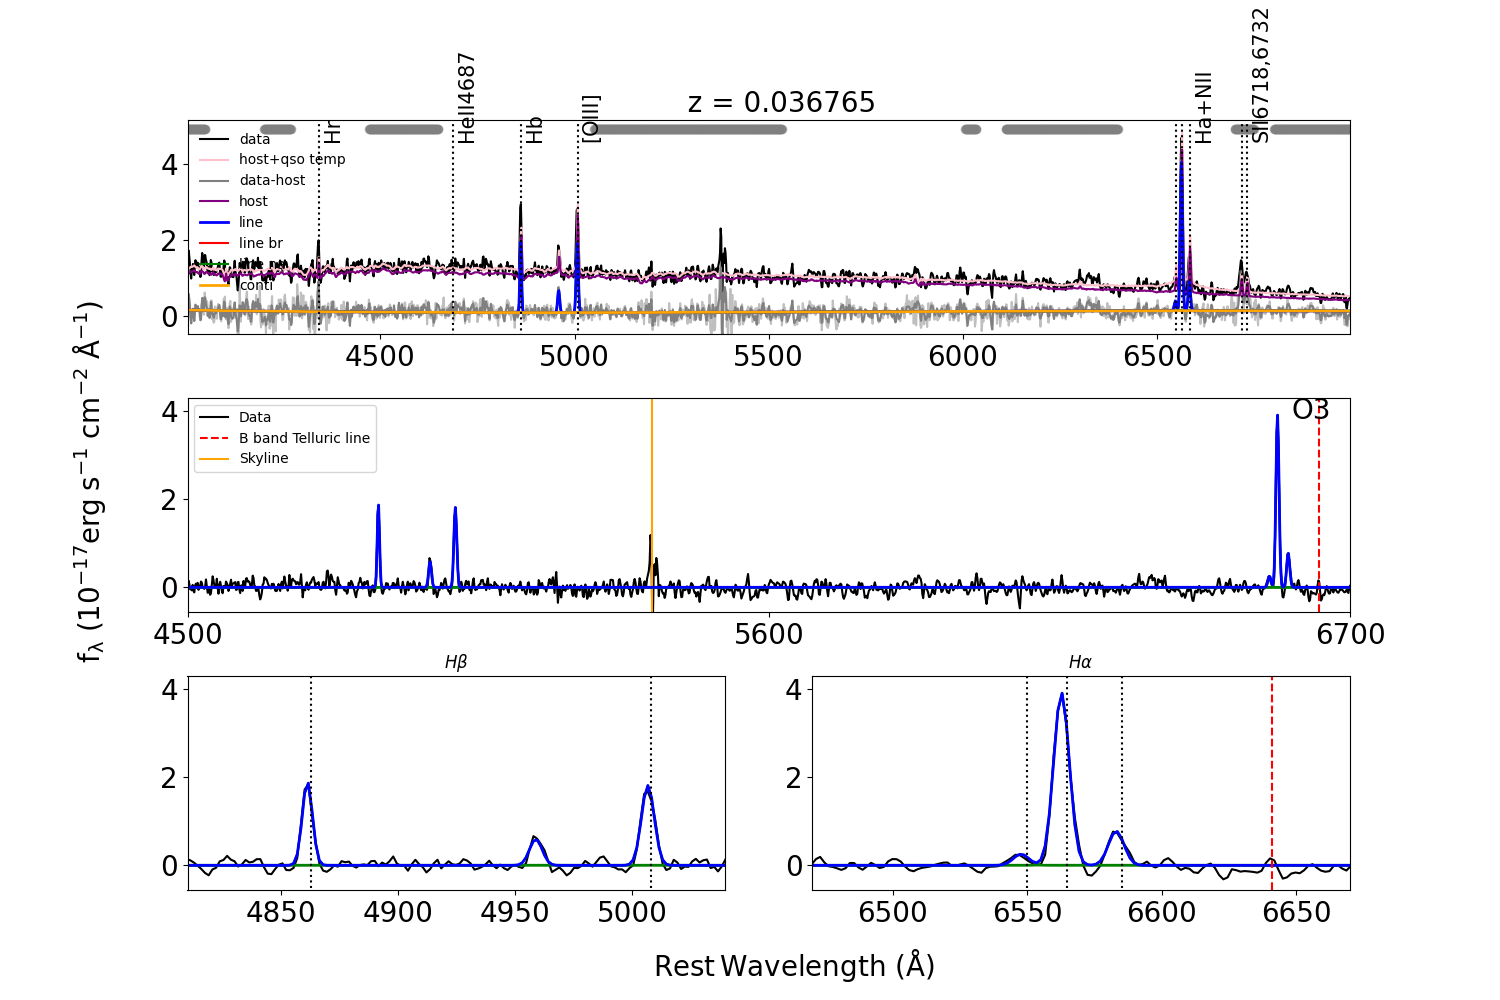 z = 0.036765
Hr
HeII4687
Hb
[OIII]
Ha+NII
SII6718,6732
data
host+qso temp
data-host
host
line
line br
conti
4
2
0
4500 5000 5500 6000 6500
fλ (10⁻¹⁷erg s⁻¹ cm⁻² Å⁻¹)
Data
B band Telluric line
Skyline
O3
4
2
0
4500 5600 6700
Hβ
4
2
0
4850 4900 4950 5000
Hα
4
2
0
6500 6550 6600 6650
Rest Wavelength (Å)